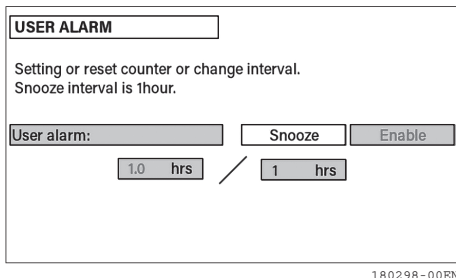 USER ALARM
Setting or reset counter or change interval.
Snooze interval is 1hour.
User alarm: Snooze Enable
1.0 hrs / 1 hrs
180298-00EN